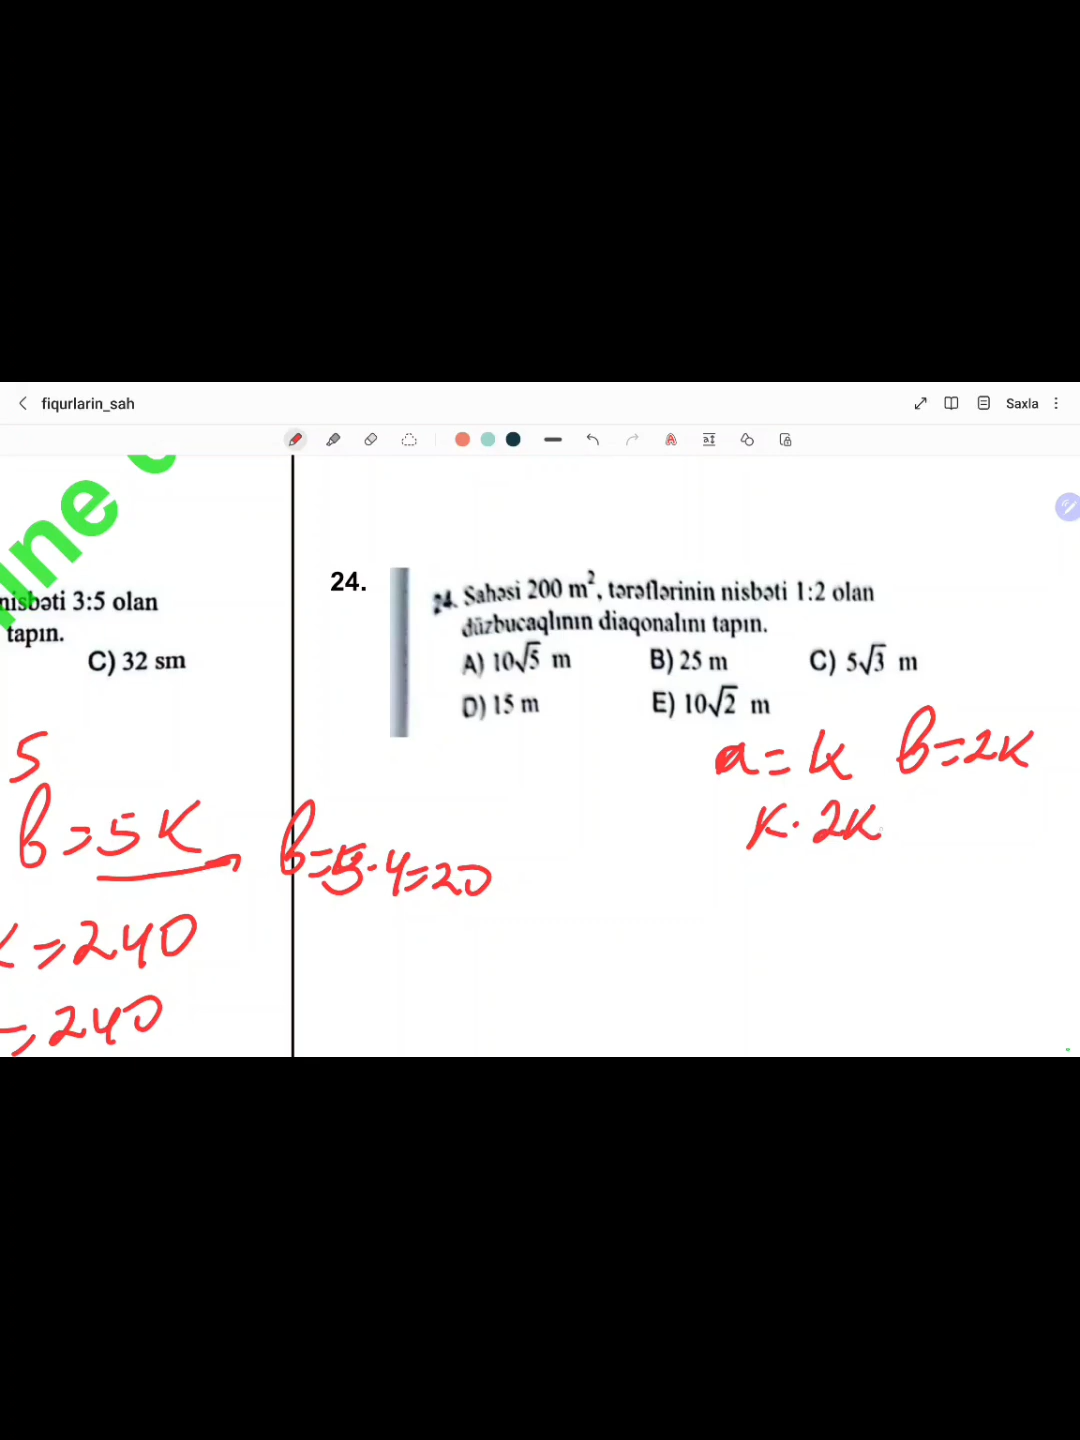 fiqurlarin_sah
Saxla
ine
nisbəti 3:5 olan
tapın.
C) 32 sm
5
b=5K
b=5·4=20
=240
=240
24.
24. Sahəsi 200 m², tərəflərinin nisbəti 1:2 olan
düzbucaqlının diaqonalını tapın.
A) 10√5 m B) 25 m C) 5√3 m
D) 15 m E) 10√2 m
a=k b=2k
k·2k